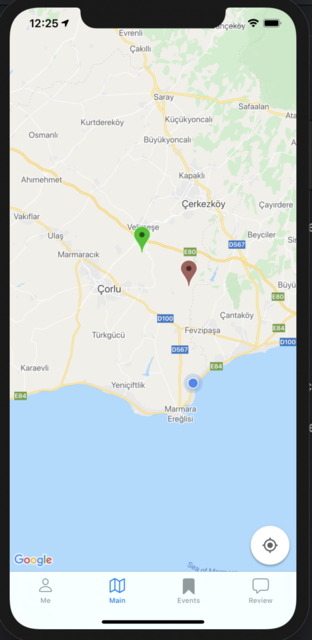 12:25
Evrenli
Çakıllı
Saray
Safaalan
Kurtdereköy
Küçükyoncalı
Osmanlı
Büyükyoncalı
Kapaklı
Ahımehmet
Çerkezköy
Çayırdere
Vakıflar
Ulaş
Beyciler
D567
E80
Marmaracık
Çorlu
E80
D100
Çantaköy
Fevzipaşa
E84
Türkgücü
D100
D567
E84
Karaevli
Yeniçiftlik
E84
Marmara
Ereğlisi
Google
Me
Main
Events
Review